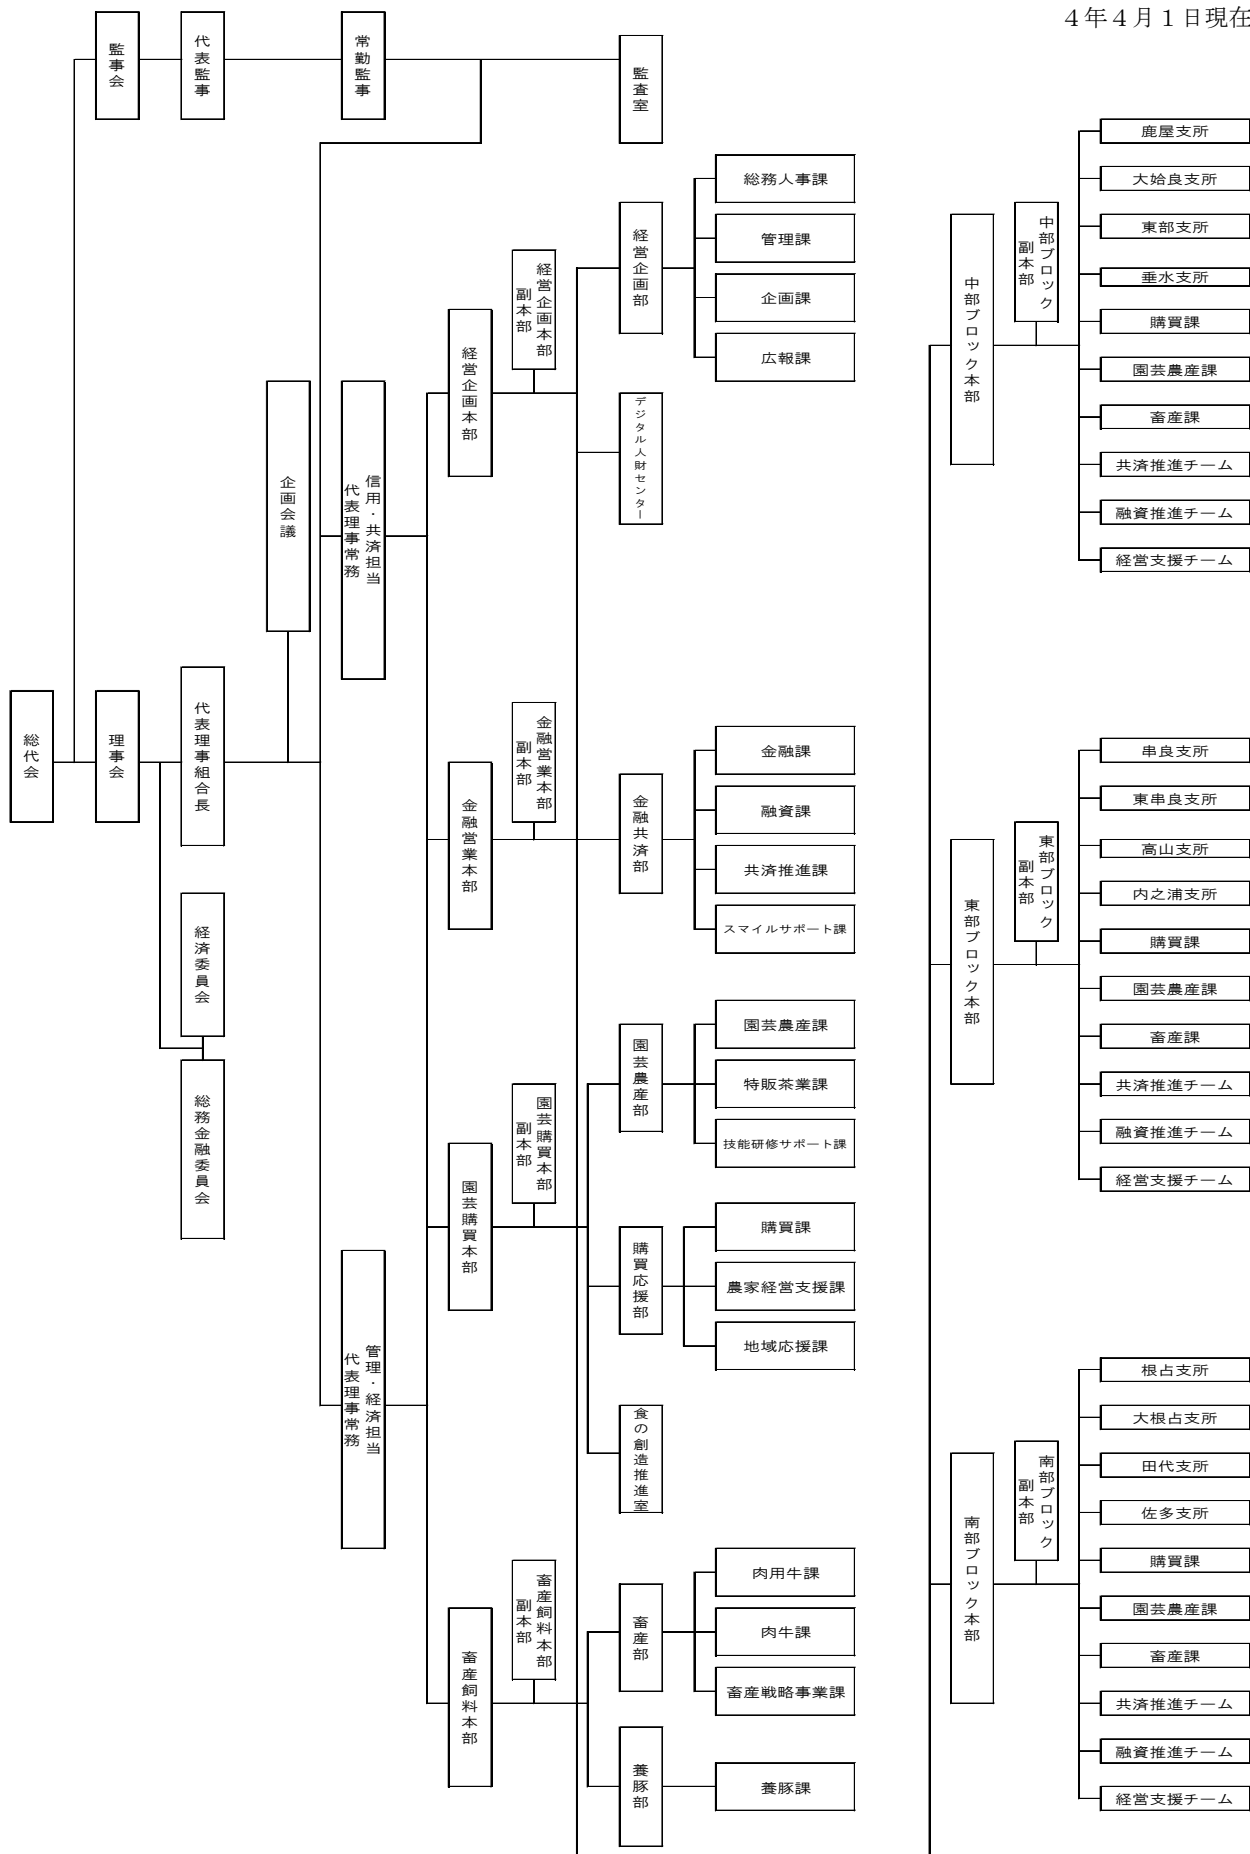 4年4月1日現在
監事会
代表監事
常勤監事
監査室
総代会
理事会
代表理事組合長
経済委員会
総務金融委員会
企画会議
信用・共済担当
代表理事常務
管理・経済担当
代表理事常務
経営企画本部
経営企画本部
副本部
経営企画部
総務人事課
管理課
企画課
広報課
デジタル人財センター
金融営業本部
金融営業本部
副本部
金融共済部
金融課
融資課
共済推進課
スマイルサポート課
園芸購買本部
園芸購買本部
副本部
園芸農産部
園芸農産課
特販茶業課
技能研修サポート課
購買応援部
購買課
農家経営支援課
地域応援課
食の創造推進室
畜産飼料本部
畜産飼料本部
副本部
畜産部
肉用牛課
肉牛課
畜産戦略事業課
養豚部
養豚課
中部ブロック本部
中部ブロック
副本部
鹿屋支所
大姶良支所
東部支所
垂水支所
購買課
園芸農産課
畜産課
共済推進チーム
融資推進チーム
経営支援チーム
東部ブロック本部
東部ブロック
副本部
串良支所
東串良支所
高山支所
内之浦支所
購買課
園芸農産課
畜産課
共済推進チーム
融資推進チーム
経営支援チーム
南部ブロック本部
南部ブロック
副本部
根占支所
大根占支所
田代支所
佐多支所
購買課
園芸農産課
畜産課
共済推進チーム
融資推進チーム
経営支援チーム